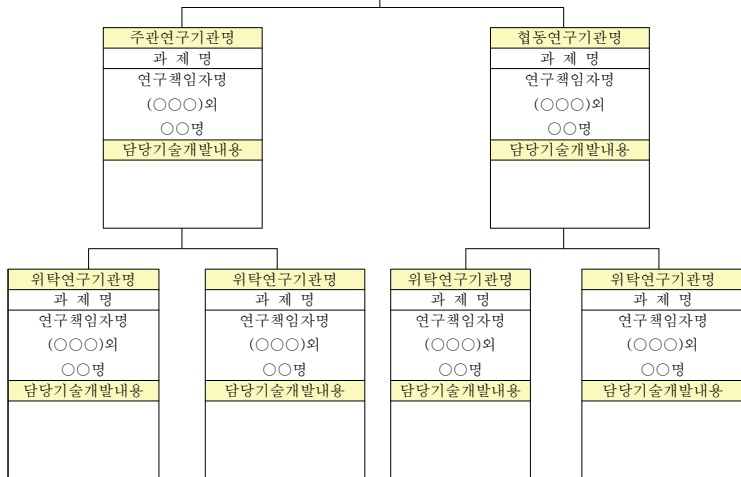 주관연구기관명
과 제 명
연구책임자명
(○○○)외
○○명
담당기술개발내용
협동연구기관명
과 제 명
연구책임자명
(○○○)외
○○명
담당기술개발내용
위탁연구기관명
과 제 명
연구책임자명
(○○○)외
○○명
담당기술개발내용
위탁연구기관명
과 제 명
연구책임자명
(○○○)외
○○명
담당기술개발내용
위탁연구기관명
과 제 명
연구책임자명
(○○○)외
○○명
담당기술개발내용
위탁연구기관명
과 제 명
연구책임자명
(○○○)외
○○명
담당기술개발내용